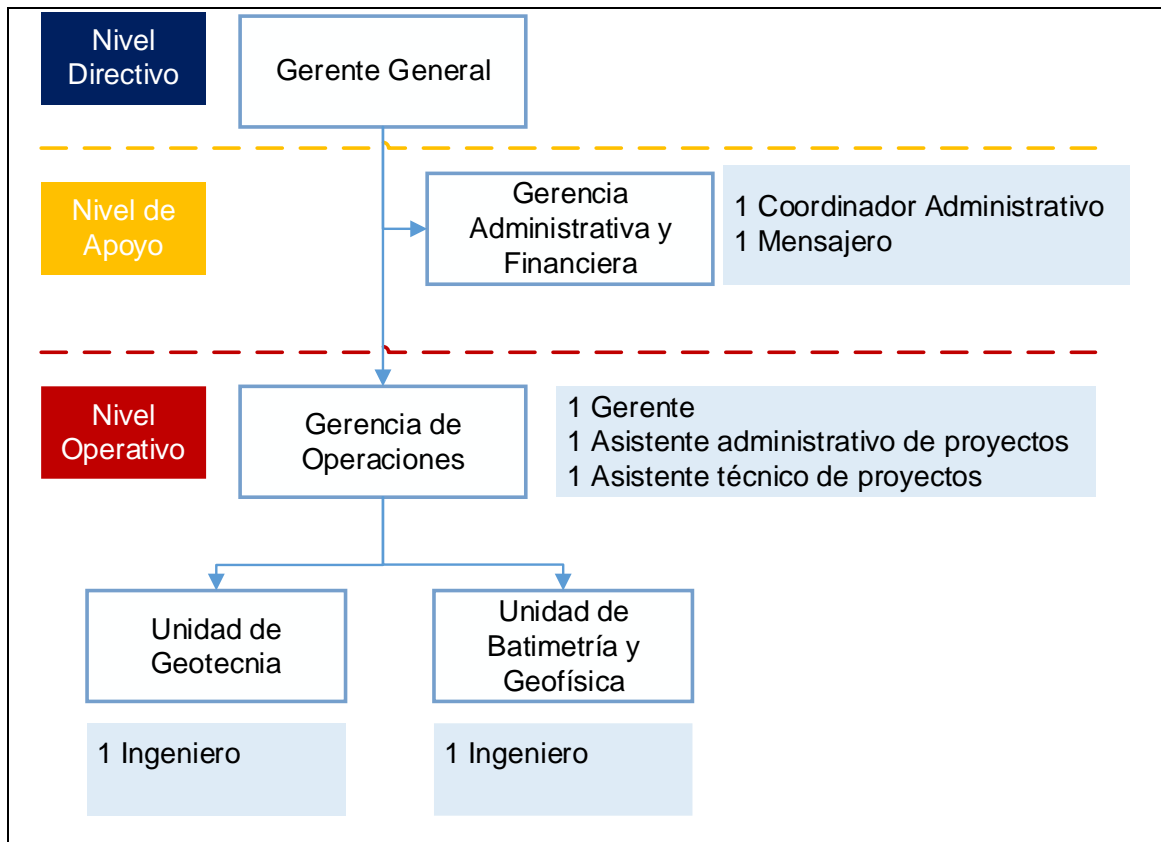 Nivel
Directivo
Gerente General
Nivel de
Apoyo
Gerencia
Administrativa y
Financiera
1 Coordinador Administrativo
1 Mensajero
Nivel
Operativo
Gerencia de
Operaciones
1 Gerente
1 Asistente administrativo de proyectos
1 Asistente técnico de proyectos
Unidad de
Geotecnia
Unidad de
Batimetría y
Geofísica
1 Ingeniero
1 Ingeniero